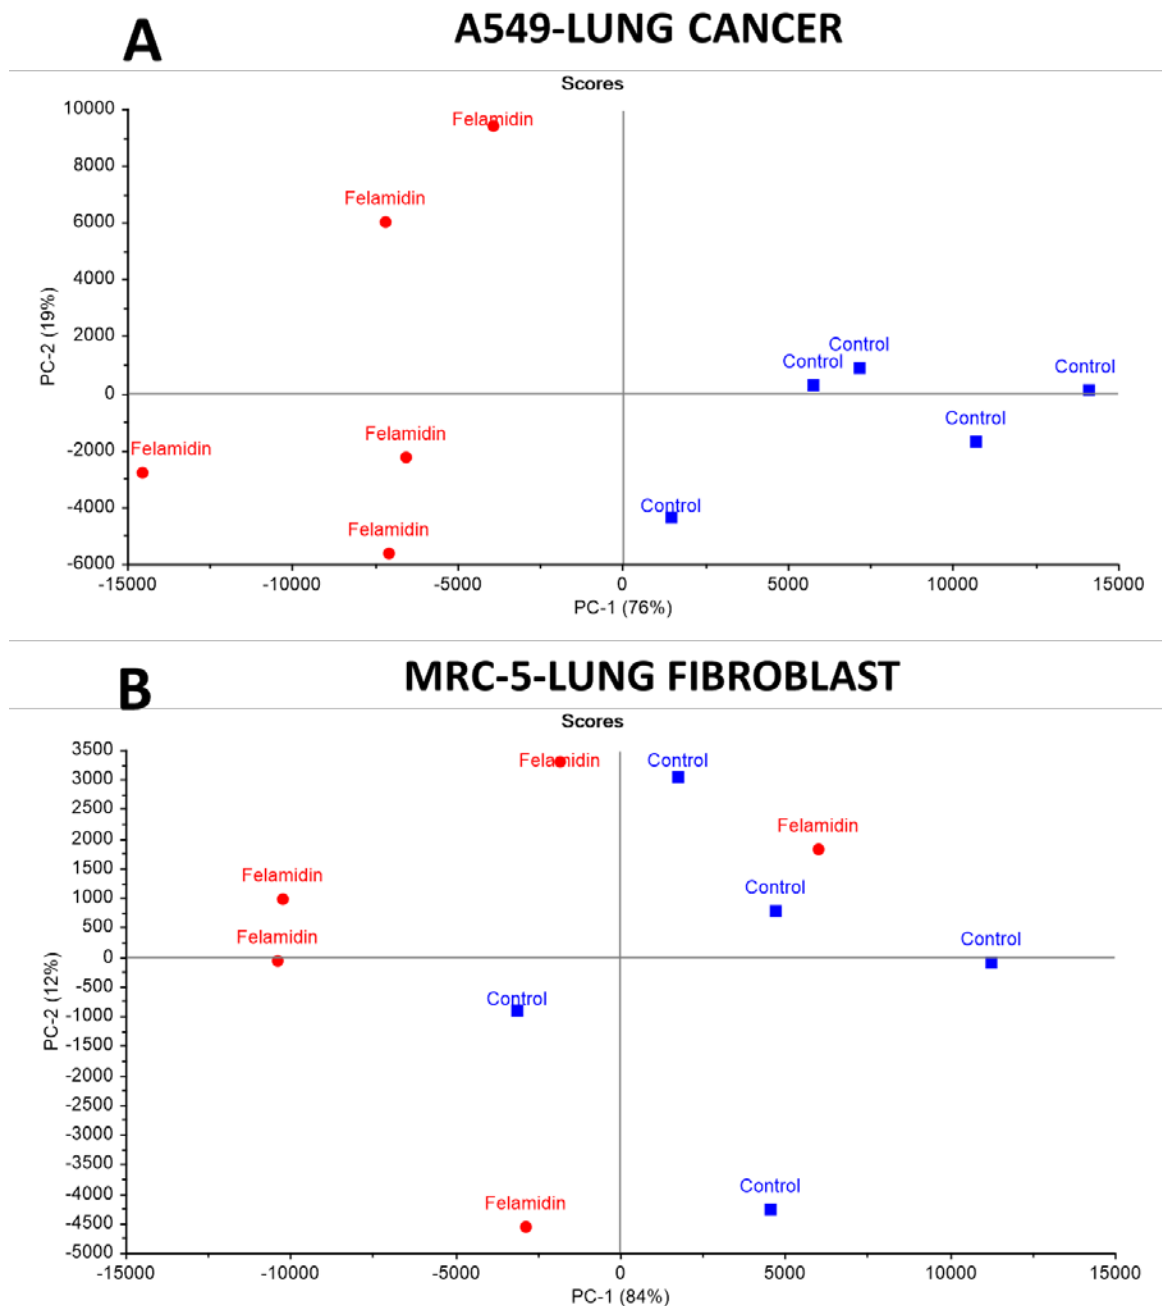 A
A549-LUNG CANCER
Scores
10000
8000
6000
4000
2000
0
-2000
-4000
-6000
PC-2 (19%)
Felamidin
Felamidin
Control
Control
Control
Control
Felamidin
Felamidin
Control
Felamidin
-15000 -10000 -5000 0 5000 10000 15000
PC-1 (76%)
B
MRC-5-LUNG FIBROBLAST
Scores
3500
3000
2000
1500
1000
500
0
-500
-1000
-1500
-2000
-2500
-3000
-3500
-4000
-4500
-5000
PC-2 (12%)
Felamidin
Control
Felamidin
Felamidin
Control
Felamidin
Control
Control
Control
Felamidin
-15000 -10000 -5000 0 5000 10000 15000
PC-1 (84%)